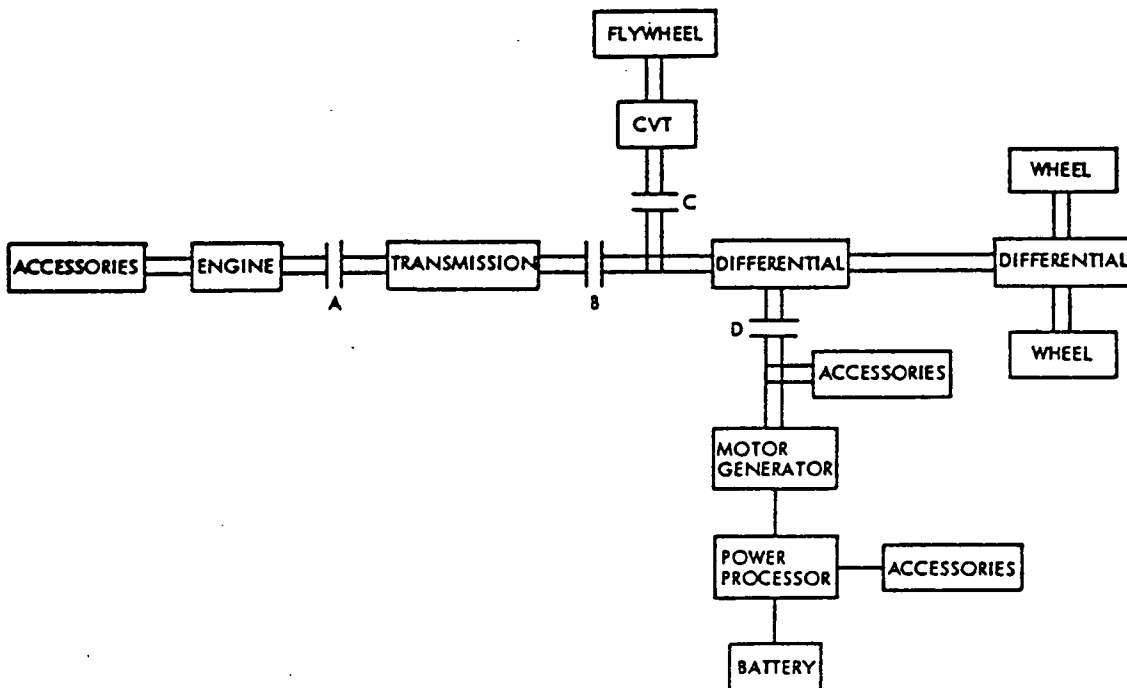 FLYWHEEL
CVT
C
WHEEL
ACCESSORIES
ENGINE
A
TRANSMISSION
B
DIFFERENTIAL
DIFFERENTIAL
D
WHEEL
ACCESSORIES
MOTOR
GENERATOR
POWER
PROCESSOR
ACCESSORIES
BATTERY